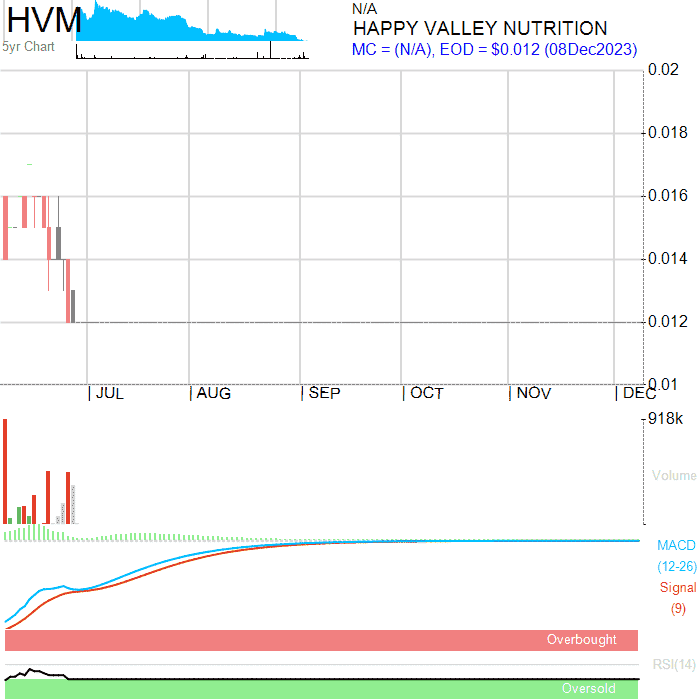 HVM
5yr Chart
N/A
HAPPY VALLEY NUTRITION
MC = (N/A), EOD = $0.012 (08Dec2023)
0.02
0.018
0.016
0.014
0.012
0.01
JUL AUG SEP OCT NOV DEC
918k
Volume
MACD
(12-26)
Signal
(9)
Overbought
RSI(14)
Oversold